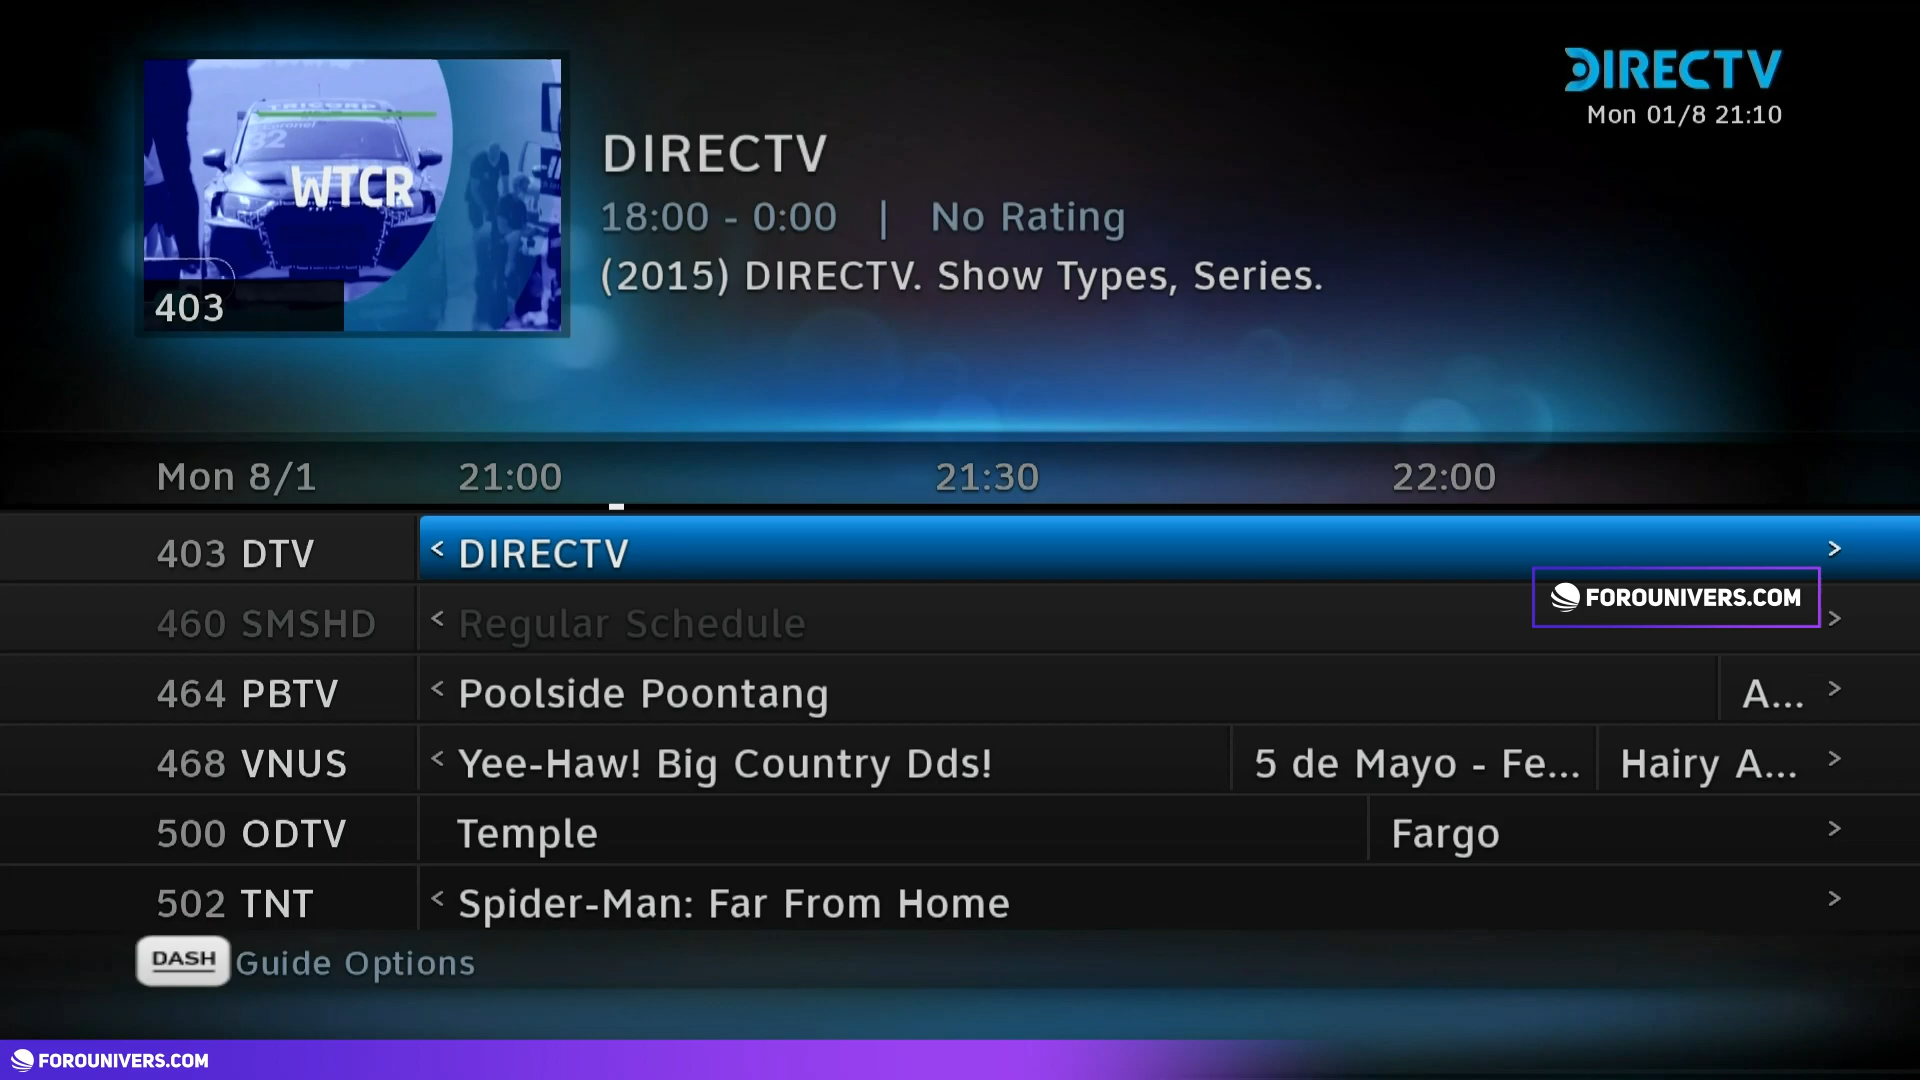 DIRECTV
Mon 01/8 21:10
TRICORP
Coronel
82
WTCR
403
DIRECTV
18:00 - 0:00 | No Rating
(2015) DIRECTV. Show Types, Series.
Mon 8/1 21:00 21:30 22:00
403 DTV < DIRECTV >
FOROUNIVERS.COM
460 SMSHD < Regular Schedule >
464 PBTV < Poolside Poontang A... >
468 VNUS < Yee-Haw! Big Country Dds! 5 de Mayo - Fe... Hairy A... >
500 ODTV Temple Fargo >
502 TNT < Spider-Man: Far From Home >
DASH Guide Options
FOROUNIVERS.COM